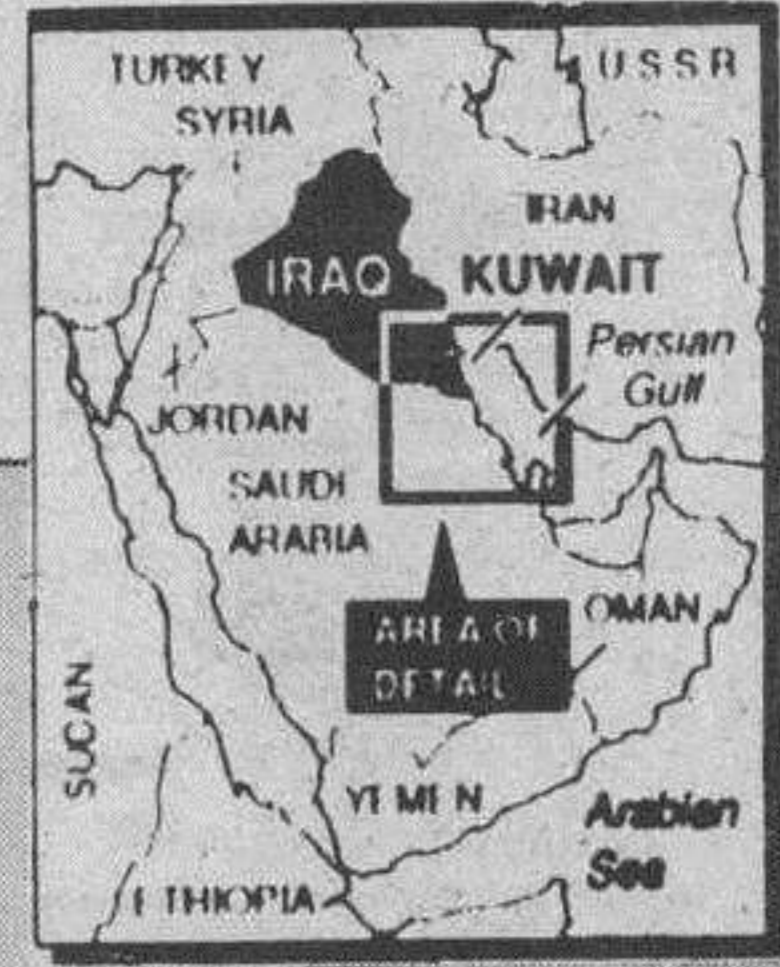 TURKEY
USSR
SYRIA
IRAN
IRAQ
KUWAIT
Persian
Gulf
JORDAN
SAUDI
ARABIA
AREA OF
DETAIL
OMAN
SUDAN
YEMEN
Arabian
Sea
ETHIOPIA